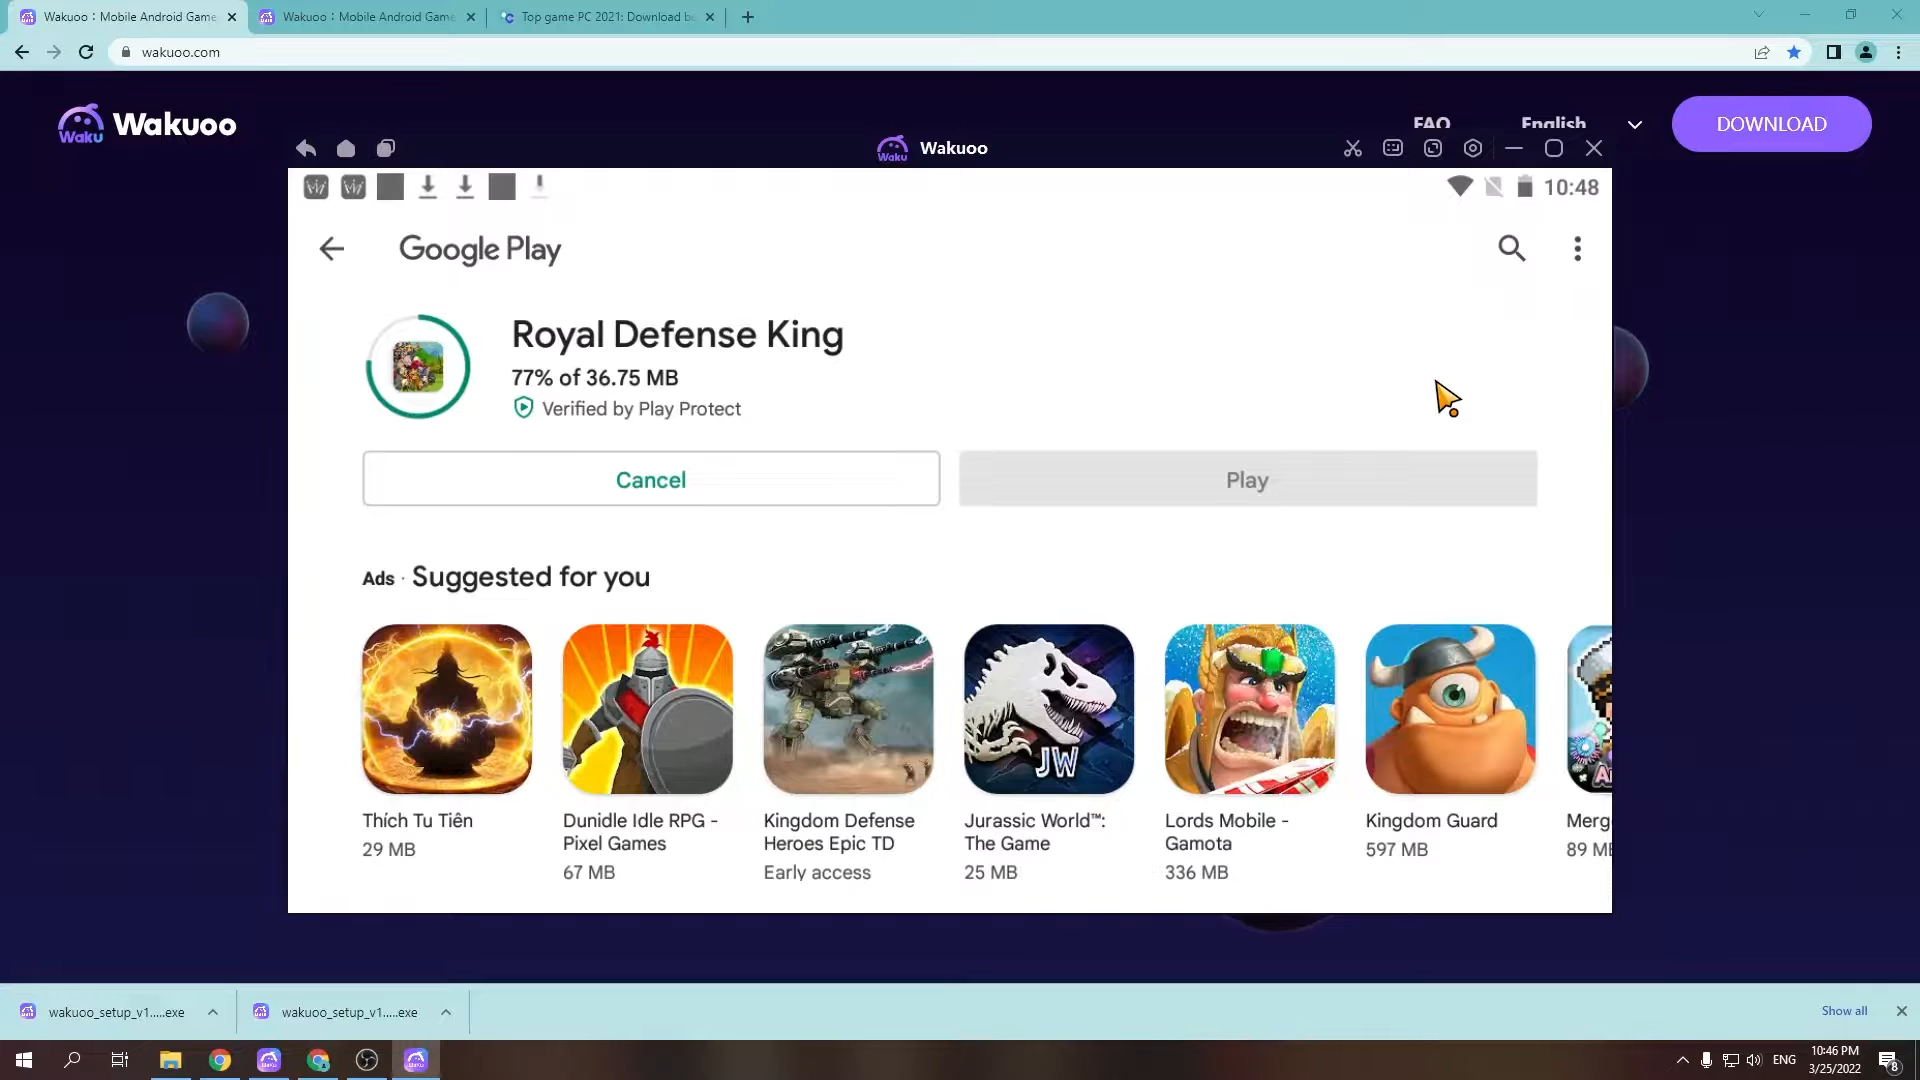 Wakuoo : Mobile Android Game
Wakuoo : Mobile Android Game
Top game PC 2021: Download be
wakuoo.com
Waku
Wakuoo
FAQ
English
DOWNLOAD
Waku
Wakuoo
10:48
Google Play
Royal Defense King
77% of 36.75 MB
Verified by Play Protect
Cancel
Play
Ads · Suggested for you
JW
Thích Tu Tiên
29 MB
Dunidle Idle RPG -
Pixel Games
67 MB
Kingdom Defense
Heroes Epic TD
Early access
Jurassic World™:
The Game
25 MB
Lords Mobile -
Gamota
336 MB
Kingdom Guard
597 MB
Merg
89 MB
wakuoo_setup_v1.....exe
wakuoo_setup_v1.....exe
Show all
ENG
10:46 PM
3/25/2022
8